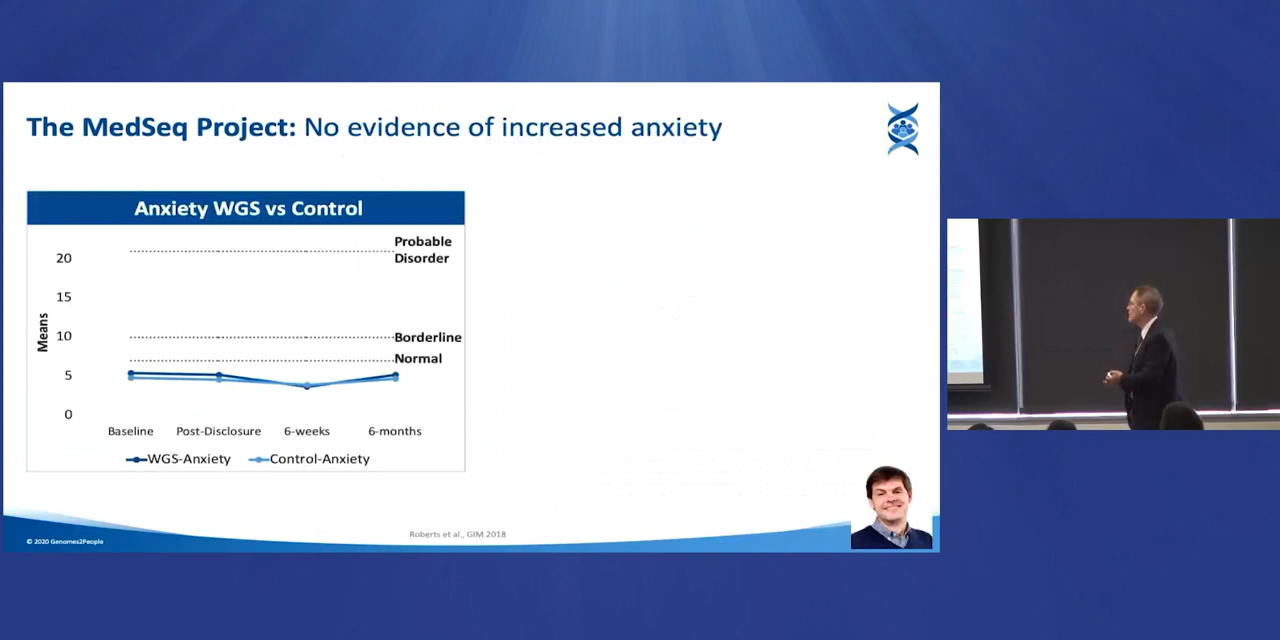 The MedSeq Project: No evidence of increased anxiety
Anxiety WGS vs Control
Probable
Disorder
20
15
10
5
0
Means
Borderline
Normal
Baseline
Post-Disclosure
6-weeks
6-months
WGS-Anxiety
Control-Anxiety
Roberts et al., GIM 2018
© 2020 Genomes2People